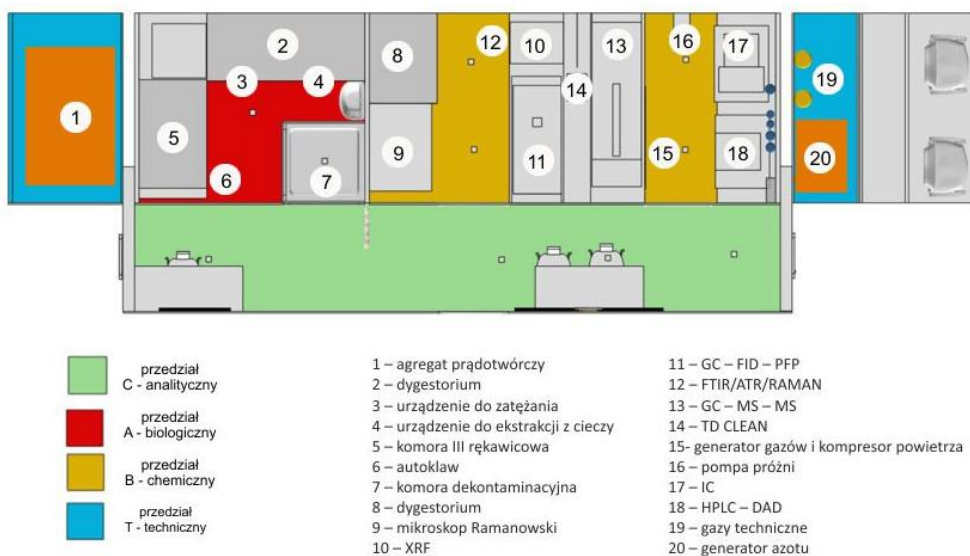 1
2
3
4
5
6
7
8
9
10
11
12
13
14
15
16
17
18
19
20
przedział
C - analityczny
przedział
A - biologiczny
przedział
B - chemiczny
przedział
T - techniczny
1 – agregat prądotwórczy
2 – dygestorium
3 – urządzenie do zatężania
4 – urządzenie do ekstrakcji z cieczy
5 – komora III rękawicowa
6 – autoklaw
7 – komora dekontaminacyjna
8 – dygestorium
9 – mikroskop Ramanowski
10 – XRF
11 – GC – FID – PFP
12 – FTIR/ATR/RAMAN
13 – GC – MS – MS
14 – TD CLEAN
15- generator gazów i kompresor powietrza
16 – pompa próżni
17 – IC
18 – HPLC – DAD
19 – gazy techniczne
20 – generator azotu